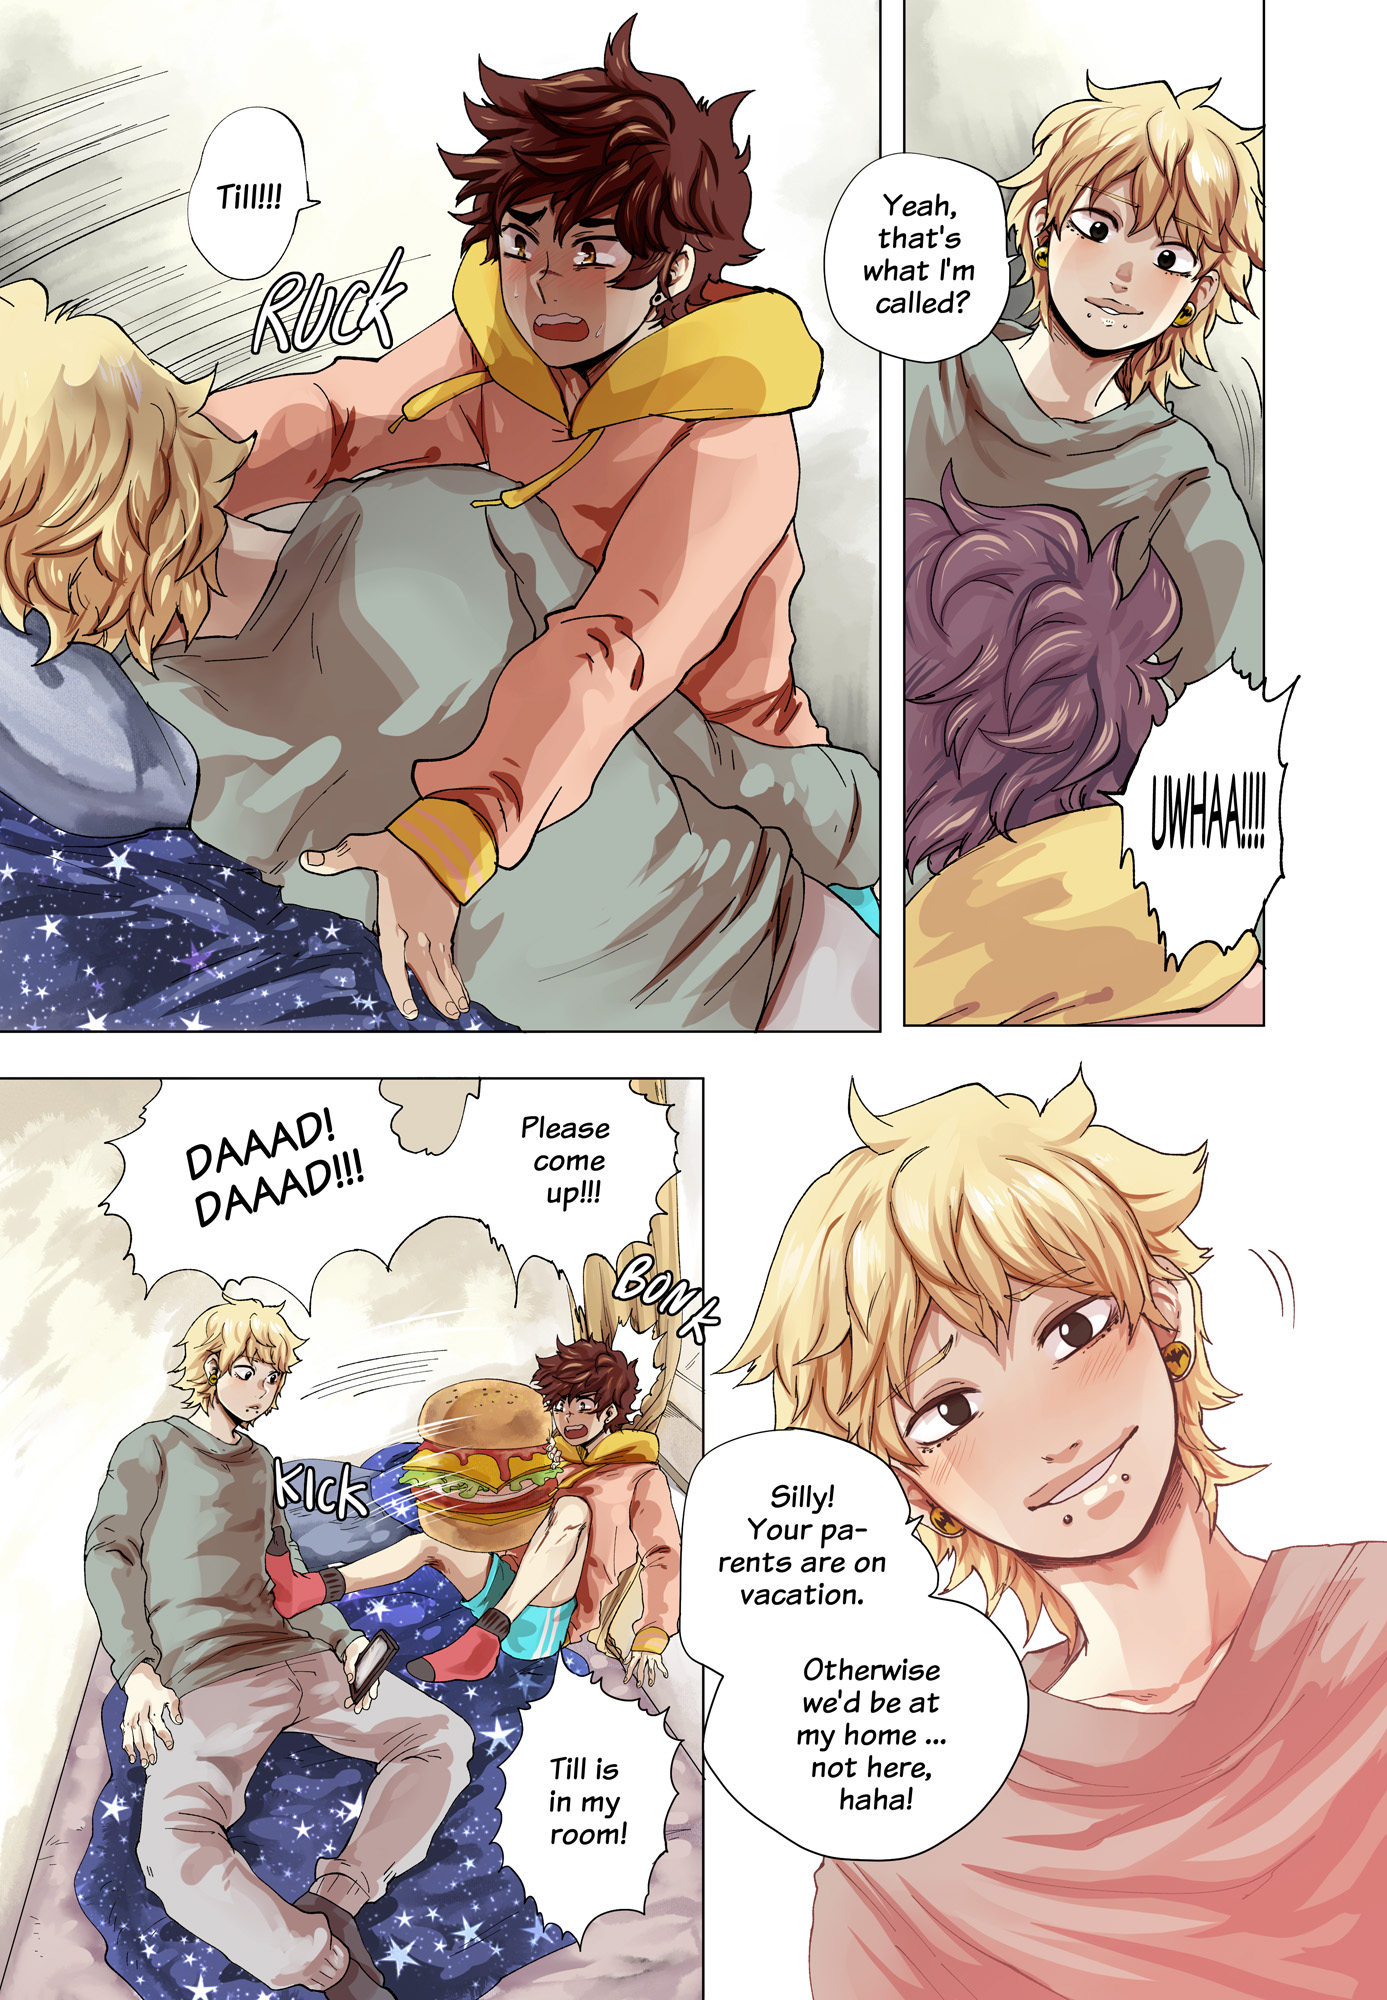 Till!!!
RUCK
Yeah,
that's
what I'm
called?
UWHAA!!!!
DAAAD!
DAAAD!!!
Please
come
up!!!
BONK
KICK
Till is
in my
room!
Silly!
Your pa-
rents are on
vacation.
Otherwise
we'd be at
my home ...
not here,
haha!